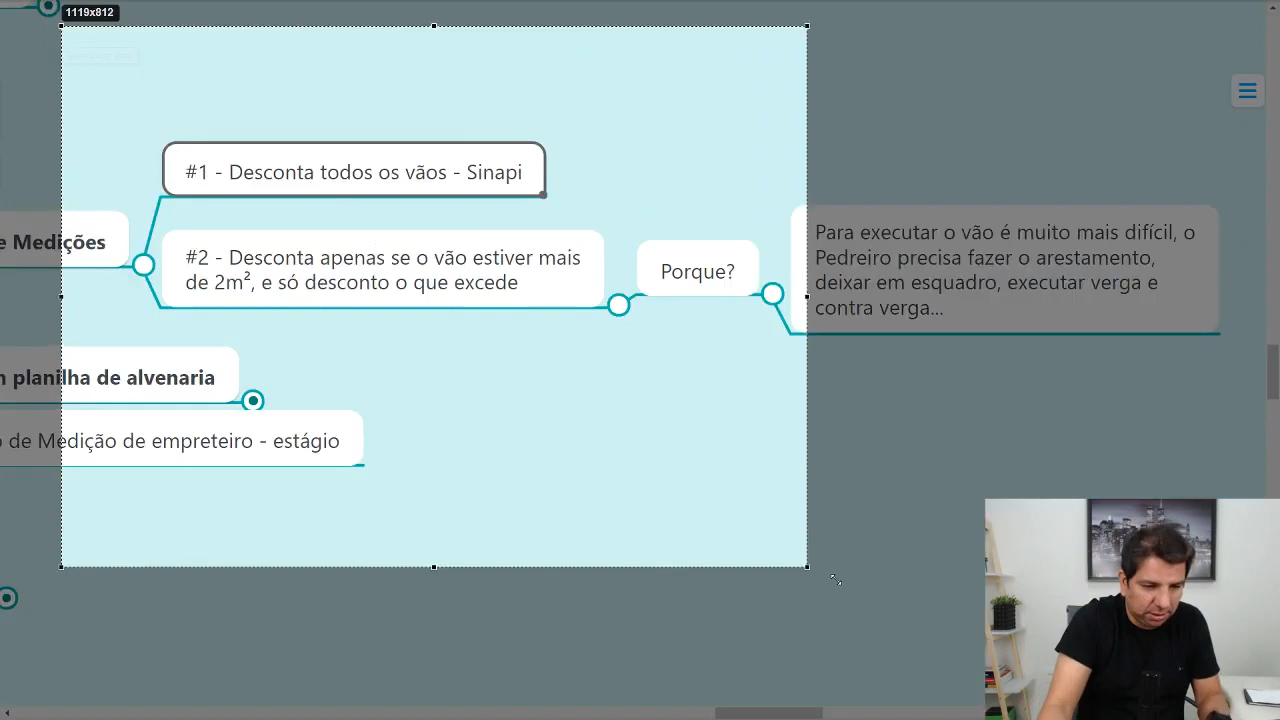 1119x812
#1 - Desconta todos os vãos - Sinapi
e Medições
#2 - Desconta apenas se o vão estiver mais
de 2m², e só desconto o que excede
Porque?
Para executar o vão é muito mais difícil, o
Pedreiro precisa fazer o arestamento,
deixar em esquadro, executar verga e
contra verga...
planilha de alvenaria
de Medição de empreteiro - estágio